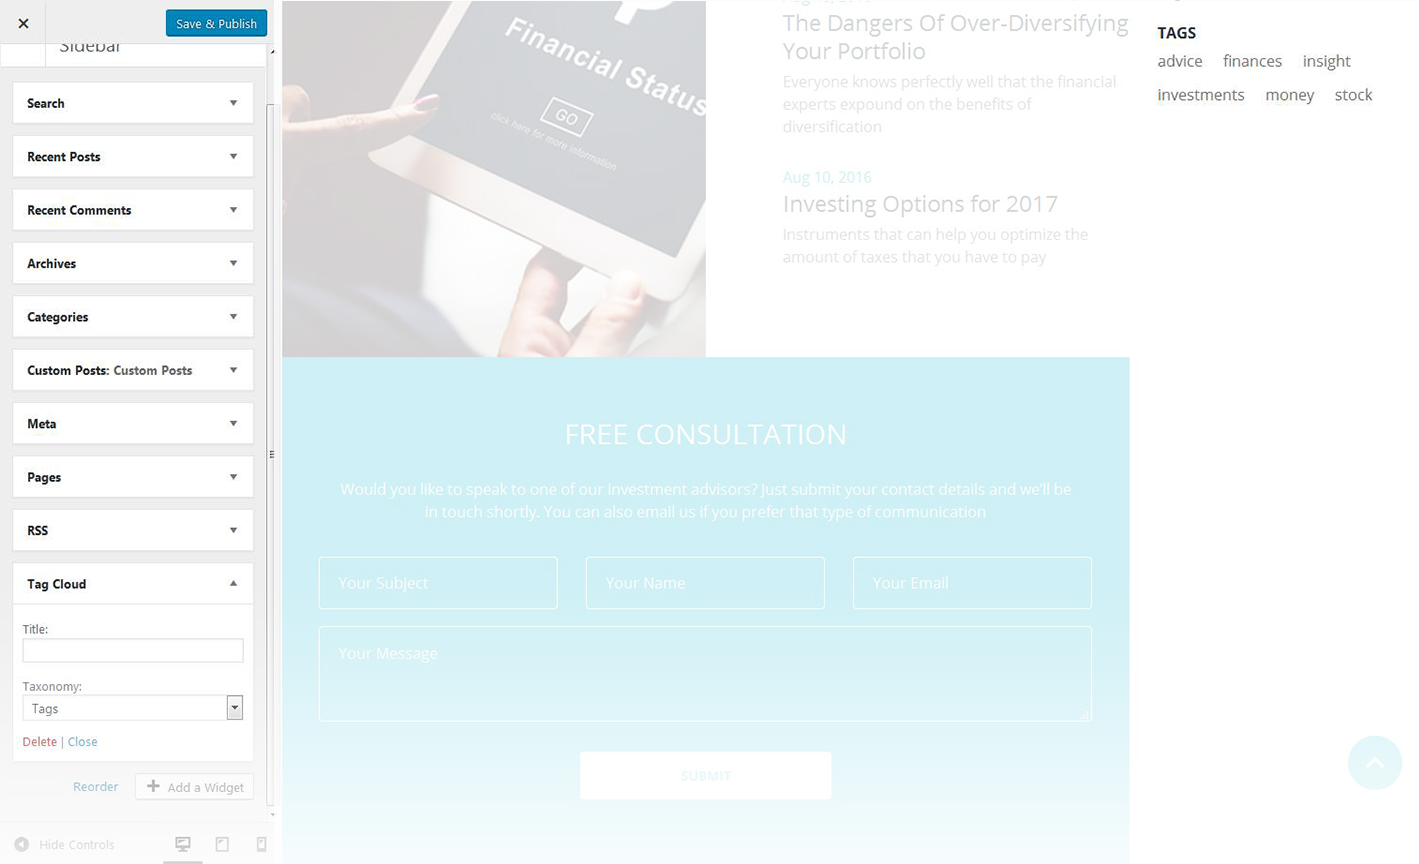 Save & Publish
Sidebar
Search
Recent Posts
Recent Comments
Archives
Categories
Custom Posts: Custom Posts
Meta
Pages
RSS
Tag Cloud
Title:
Taxonomy:
Tags
Delete | Close
Reorder
Add a Widget
Hide Controls
Financial Status
GO
click here for more information
The Dangers Of Over-Diversifying
Your Portfolio
Everyone knows perfectly well that the financial
experts expound on the benefits of
diversification
Aug 10, 2016
Investing Options for 2017
Instruments that can help you optimize the
amount of taxes that you have to pay
FREE CONSULTATION
Would you like to speak to one of our investment advisors? Just submit your contact details and we'll be
in touch shortly. You can also email us if you prefer that type of communication
Your Subject
Your Name
Your Email
Your Message
SUBMIT
TAGS
advice finances insight
investments money stock